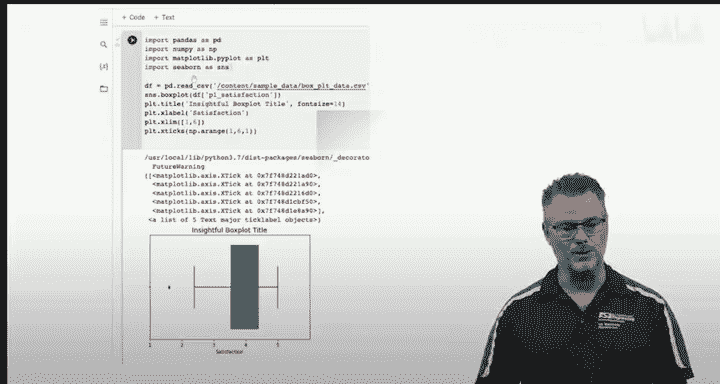 + Code + Text
import pandas as pd
import numpy as np
import matplotlib.pyplot as plt
import seaborn as sns
df = pd.read_csv('/content/sample_data/box_plt_data.csv'
sns.boxplot(df['pl_satisfaction'])
plt.title('Insightful Boxplot Title', fontsize=14)
plt.xlabel('Satisfaction')
plt.xlim([1,6])
plt.xticks(np.arange(1,6,1))
/usr/local/lib/python3.7/dist-packages/seaborn/_decorato
FutureWarning
([<matplotlib.axis.XTick at 0x7f748d221ad0>,
<matplotlib.axis.XTick at 0x7f748d221a90>,
<matplotlib.axis.XTick at 0x7f748d2216d0>,
<matplotlib.axis.XTick at 0x7f748d1cbf50>,
<matplotlib.axis.XTick at 0x7f748d1e8a90>],
<a list of 5 Text major ticklabel objects>)
Insightful Boxplot Title
1 2 3 4 5
Satisfaction